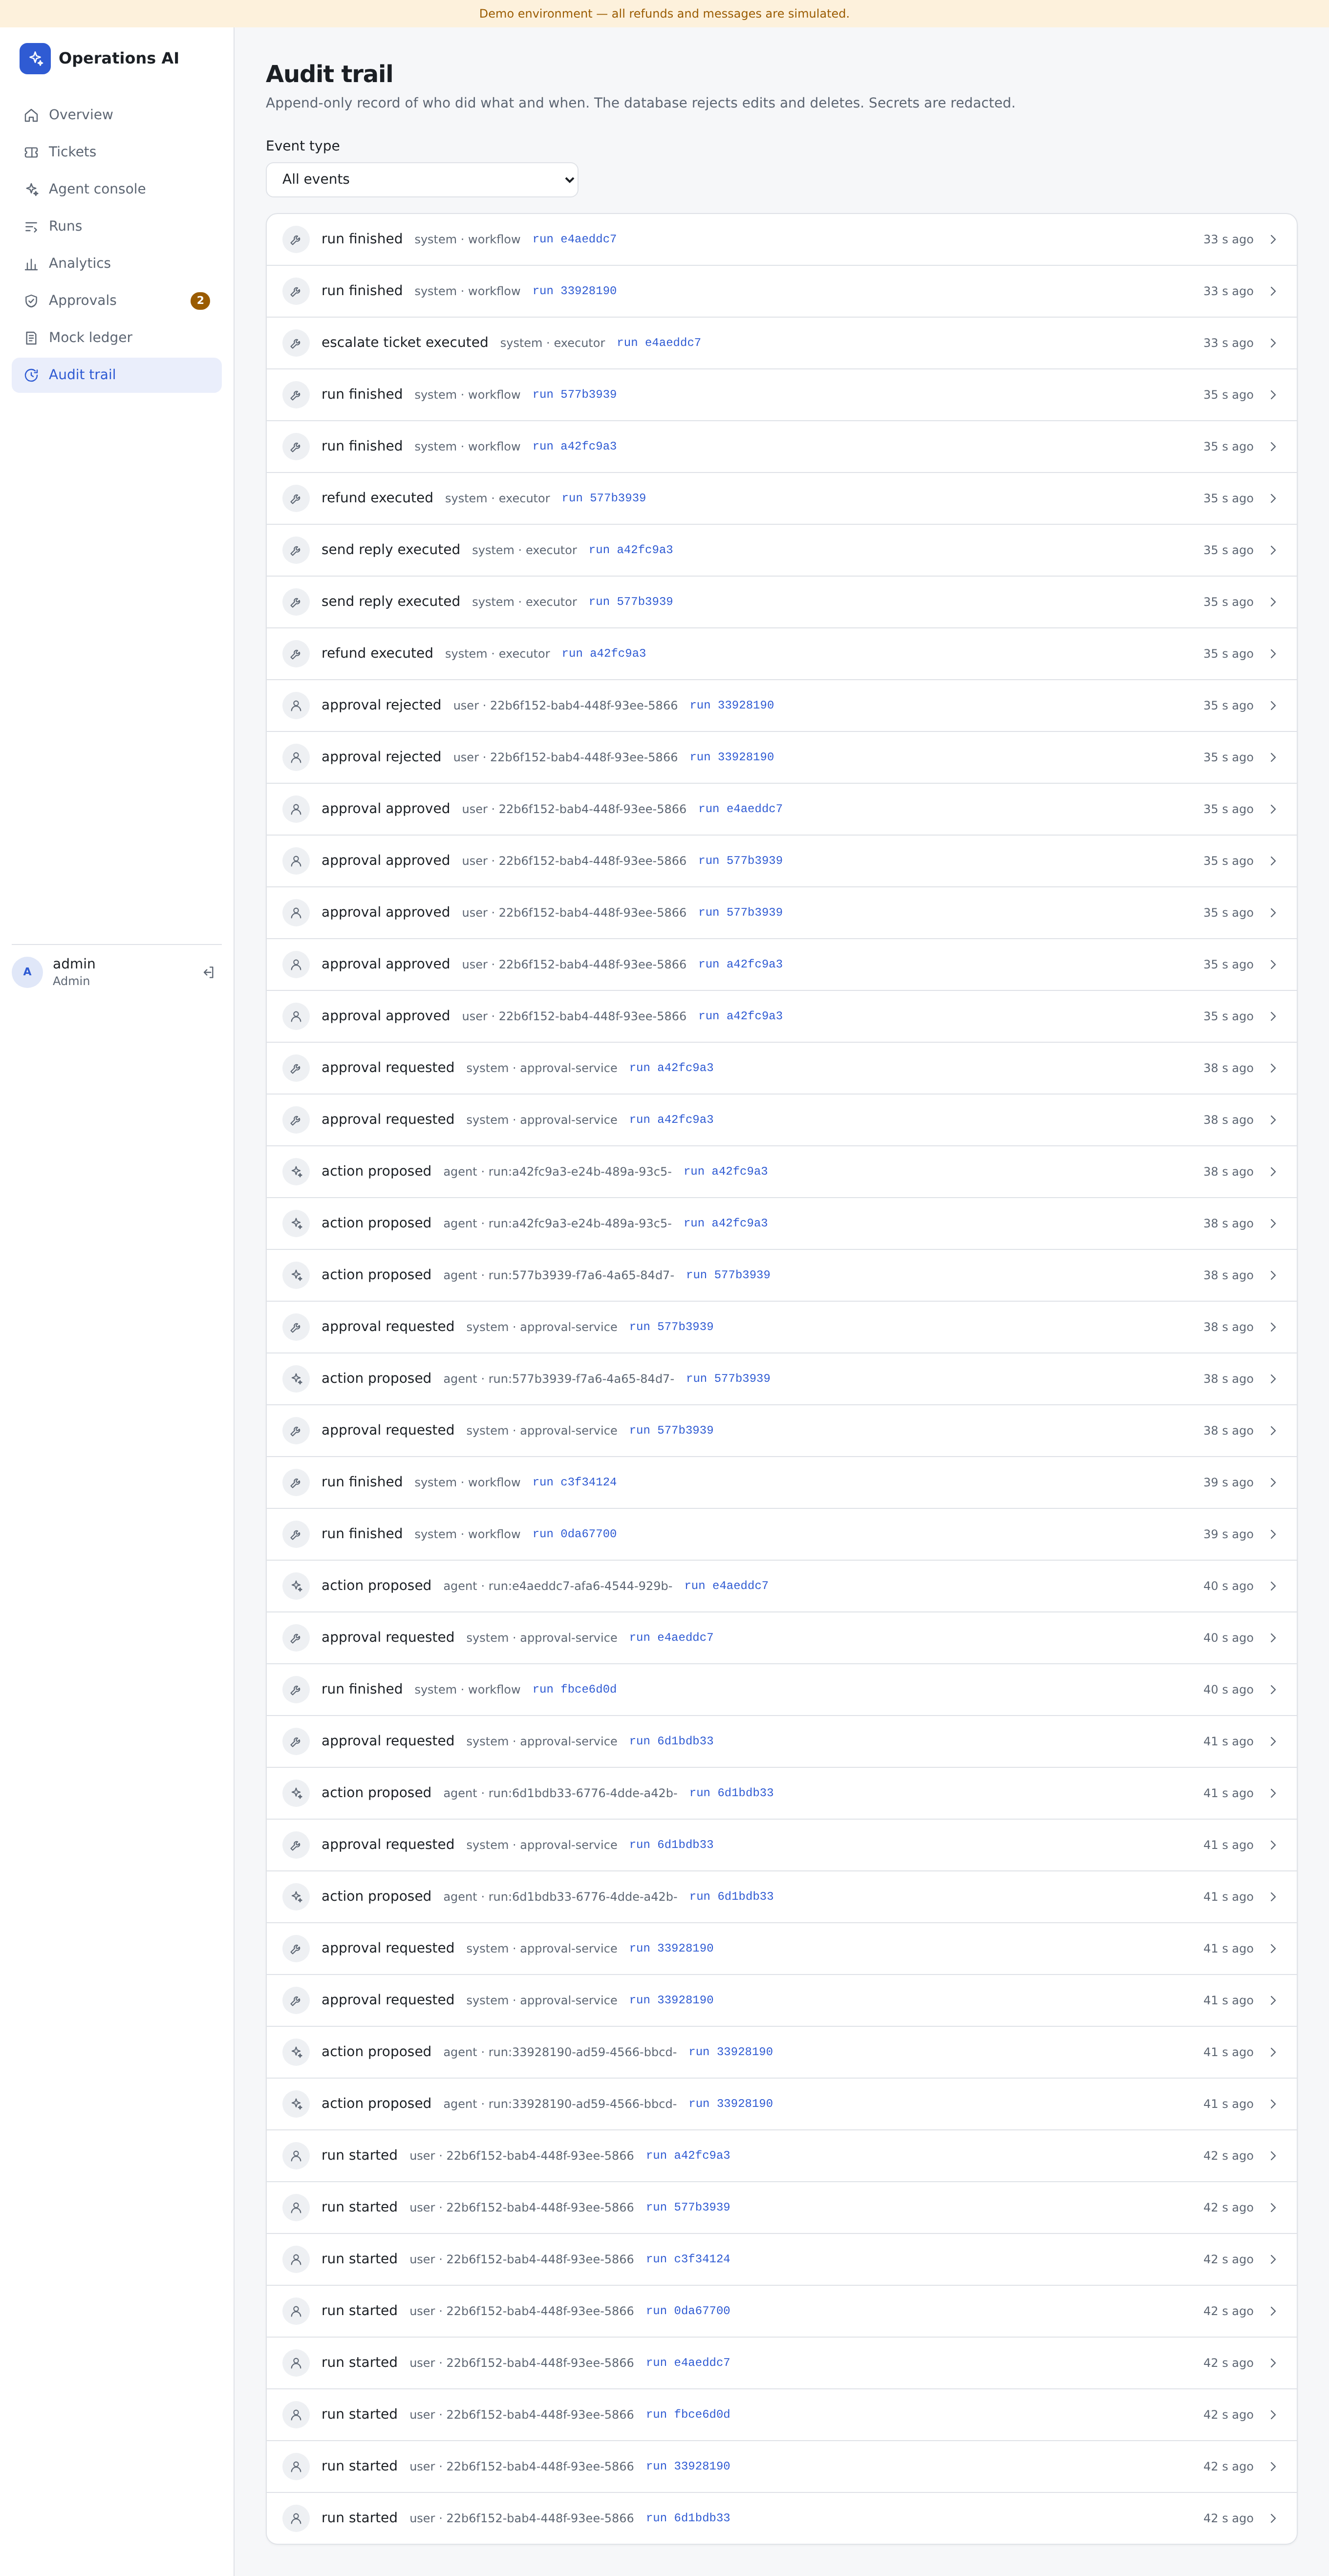 Demo environment — all refunds and messages are simulated.
Operations AI
Overview
Tickets
Agent console
Runs
Analytics
Approvals 2
Mock ledger
Audit trail
A admin
Admin
Audit trail
Append-only record of who did what and when. The database rejects edits and deletes. Secrets are redacted.
Event type
All events
run finished system · workflow run e4aeddc7 33 s ago
run finished system · workflow run 33928190 33 s ago
escalate ticket executed system · executor run e4aeddc7 33 s ago
run finished system · workflow run 577b3939 35 s ago
run finished system · workflow run a42fc9a3 35 s ago
refund executed system · executor run 577b3939 35 s ago
send reply executed system · executor run a42fc9a3 35 s ago
send reply executed system · executor run 577b3939 35 s ago
refund executed system · executor run a42fc9a3 35 s ago
approval rejected user · 22b6f152-bab4-448f-93ee-5866 run 33928190 35 s ago
approval rejected user · 22b6f152-bab4-448f-93ee-5866 run 33928190 35 s ago
approval approved user · 22b6f152-bab4-448f-93ee-5866 run e4aeddc7 35 s ago
approval approved user · 22b6f152-bab4-448f-93ee-5866 run 577b3939 35 s ago
approval approved user · 22b6f152-bab4-448f-93ee-5866 run 577b3939 35 s ago
approval approved user · 22b6f152-bab4-448f-93ee-5866 run a42fc9a3 35 s ago
approval approved user · 22b6f152-bab4-448f-93ee-5866 run a42fc9a3 35 s ago
approval requested system · approval-service run a42fc9a3 38 s ago
approval requested system · approval-service run a42fc9a3 38 s ago
action proposed agent · run:a42fc9a3-e24b-489a-93c5- run a42fc9a3 38 s ago
action proposed agent · run:a42fc9a3-e24b-489a-93c5- run a42fc9a3 38 s ago
action proposed agent · run:577b3939-f7a6-4a65-84d7- run 577b3939 38 s ago
approval requested system · approval-service run 577b3939 38 s ago
action proposed agent · run:577b3939-f7a6-4a65-84d7- run 577b3939 38 s ago
approval requested system · approval-service run 577b3939 38 s ago
run finished system · workflow run c3f34124 39 s ago
run finished system · workflow run 0da67700 39 s ago
action proposed agent · run:e4aeddc7-afa6-4544-929b- run e4aeddc7 40 s ago
approval requested system · approval-service run e4aeddc7 40 s ago
run finished system · workflow run fbce6d0d 40 s ago
approval requested system · approval-service run 6d1bdb33 41 s ago
action proposed agent · run:6d1bdb33-6776-4dde-a42b- run 6d1bdb33 41 s ago
approval requested system · approval-service run 6d1bdb33 41 s ago
action proposed agent · run:6d1bdb33-6776-4dde-a42b- run 6d1bdb33 41 s ago
approval requested system · approval-service run 33928190 41 s ago
approval requested system · approval-service run 33928190 41 s ago
action proposed agent · run:33928190-ad59-4566-bbcd- run 33928190 41 s ago
action proposed agent · run:33928190-ad59-4566-bbcd- run 33928190 41 s ago
run started user · 22b6f152-bab4-448f-93ee-5866 run a42fc9a3 42 s ago
run started user · 22b6f152-bab4-448f-93ee-5866 run 577b3939 42 s ago
run started user · 22b6f152-bab4-448f-93ee-5866 run c3f34124 42 s ago
run started user · 22b6f152-bab4-448f-93ee-5866 run 0da67700 42 s ago
run started user · 22b6f152-bab4-448f-93ee-5866 run e4aeddc7 42 s ago
run started user · 22b6f152-bab4-448f-93ee-5866 run fbce6d0d 42 s ago
run started user · 22b6f152-bab4-448f-93ee-5866 run 33928190 42 s ago
run started user · 22b6f152-bab4-448f-93ee-5866 run 6d1bdb33 42 s ago